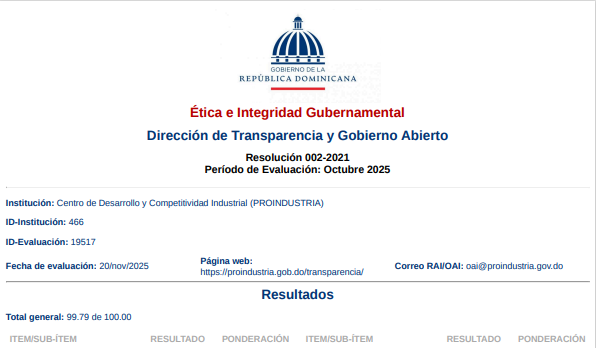 GOBIERNO DE LA
REPÚBLICA DOMINICANA
Ética e Integridad Gubernamental
Dirección de Transparencia y Gobierno Abierto
Resolución 002-2021
Período de Evaluación: Octubre 2025
Institución: Centro de Desarrollo y Competitividad Industrial (PROINDUSTRIA)
ID-Institución: 466
ID-Evaluación: 19517
Fecha de evaluación: 20/nov/2025
Página web:
https://proindustria.gob.do/transparencia/
Correo RAI/OAI: oai@proindustria.gov.do
Resultados
Total general: 99.79 de 100.00
ITEM/SUB-ÍTEM RESULTADO PONDERACIÓN ITEM/SUB-ÍTEM RESULTADO PONDERACIÓN